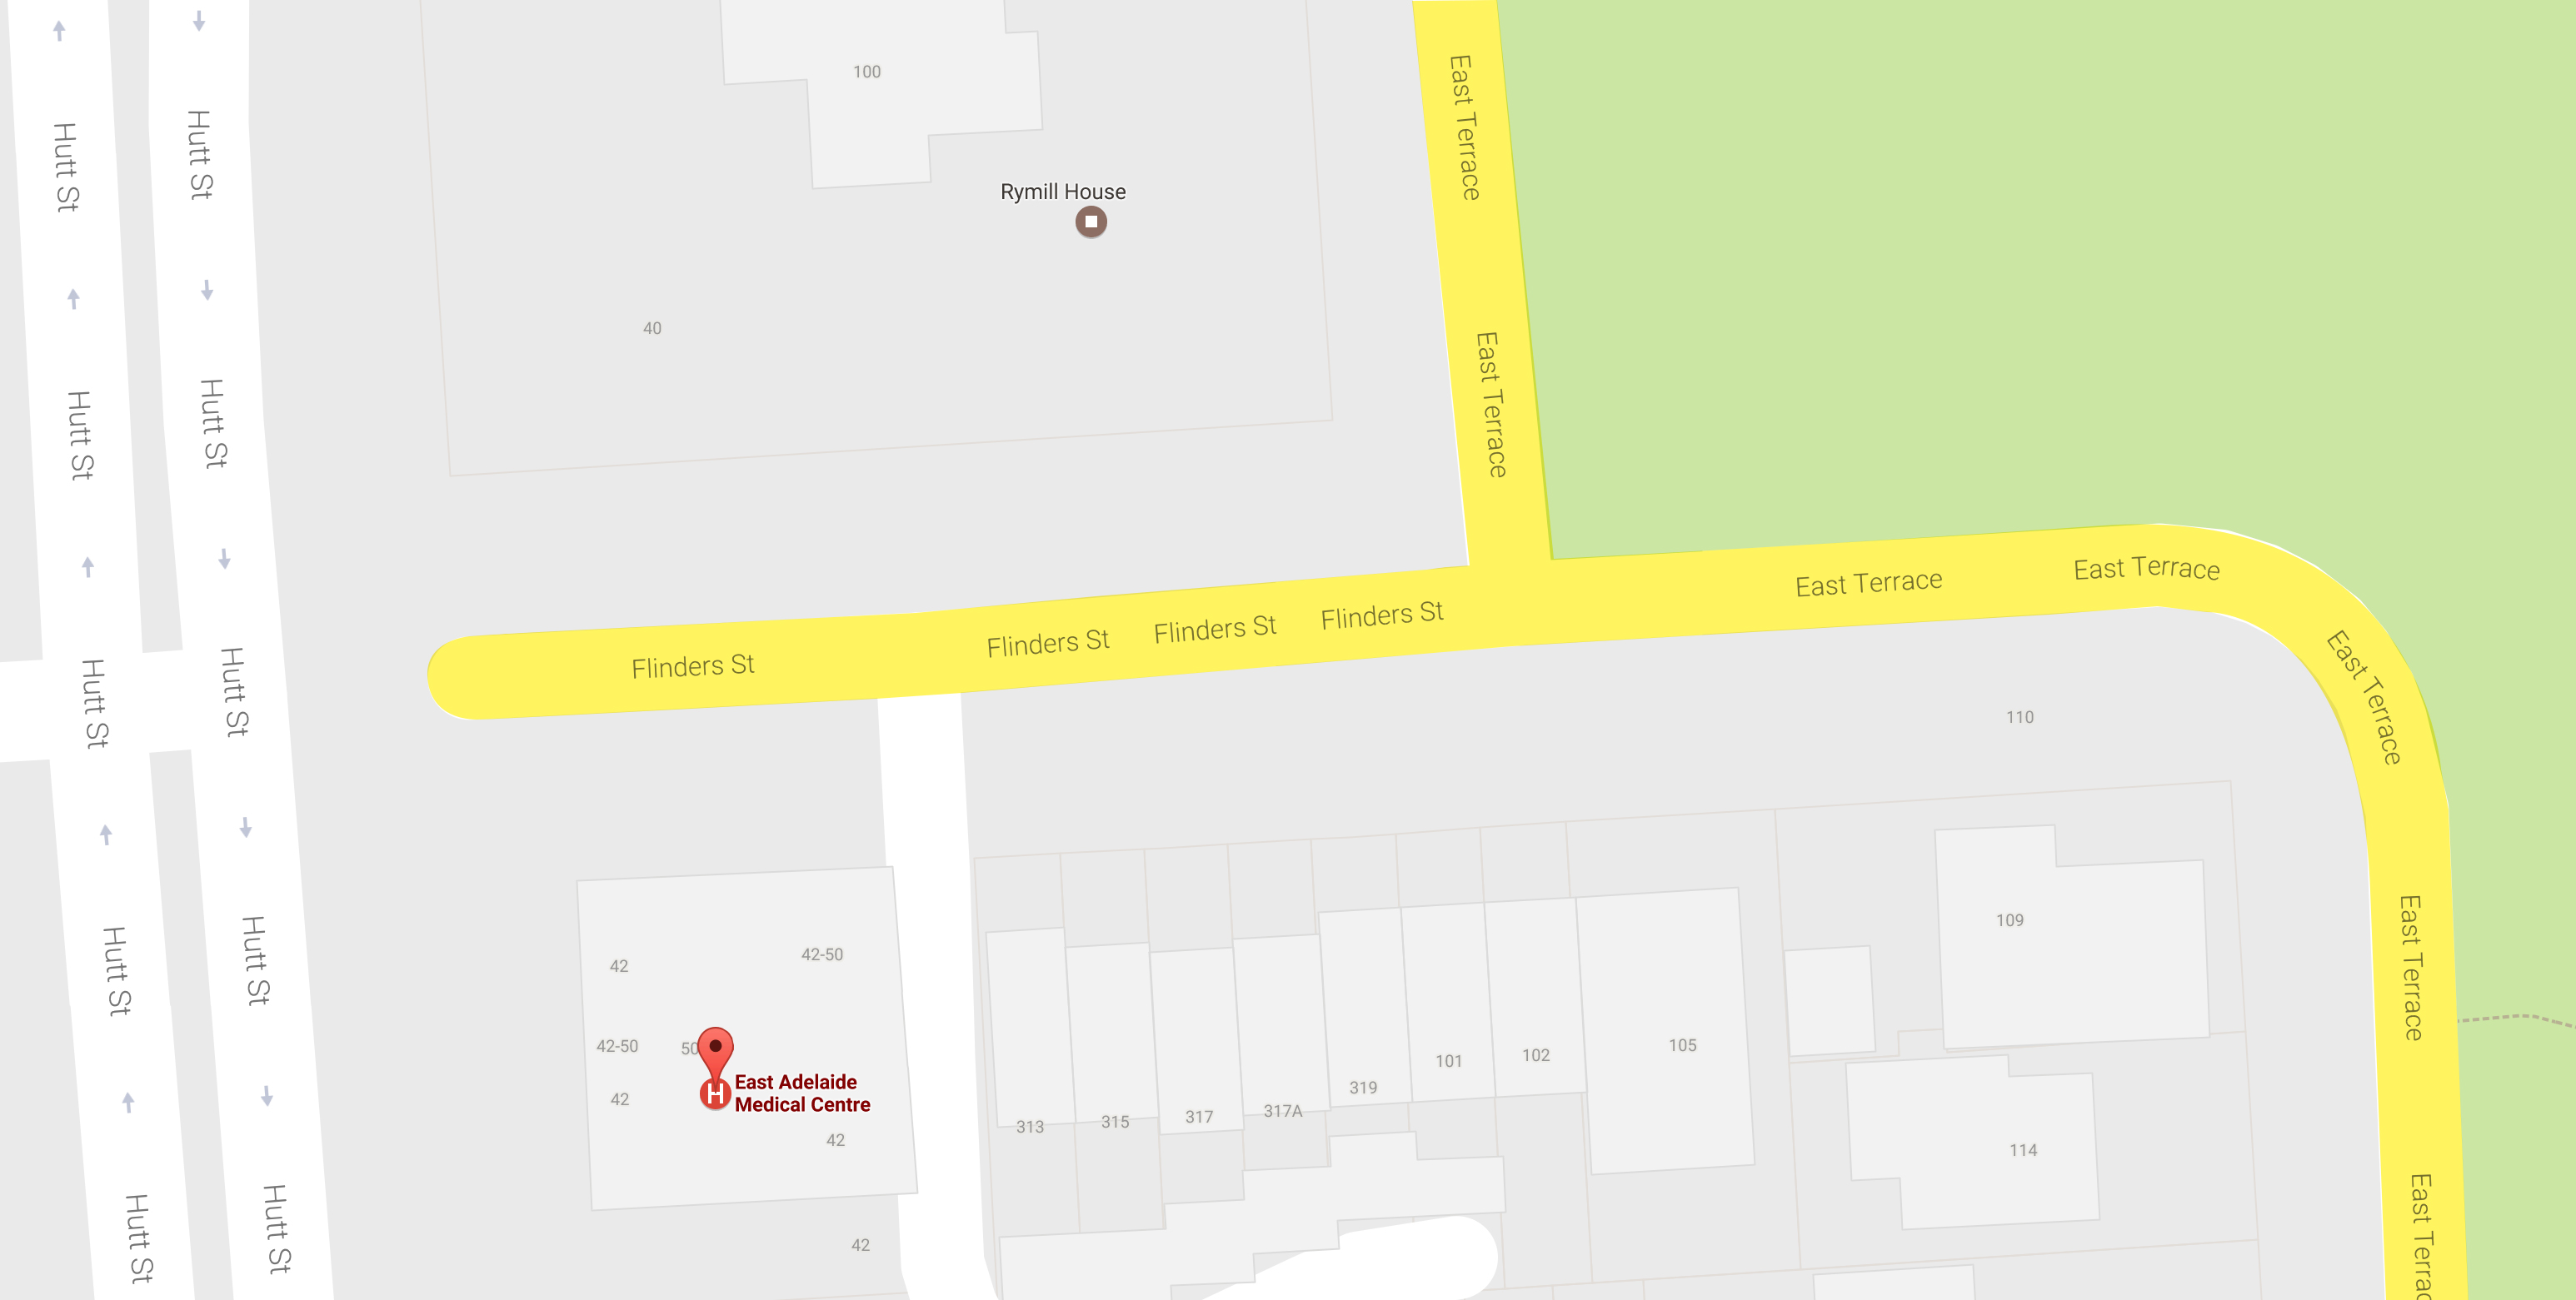 100
Rymill House
40
Hutt St
Hutt St
Hutt St
Hutt St
Hutt St
Hutt St
Hutt St
Hutt St
Hutt St
Hutt St
East Terrace
East Terrace
Flinders St
Flinders St
Flinders St
Flinders St
East Terrace
East Terrace
East Terrace
East Terrace
East Terrac
110
109
42
42-50
42-50
50
42
East Adelaide
Medical Centre
42
42
313
315
317
317A
319
101
102
105
114